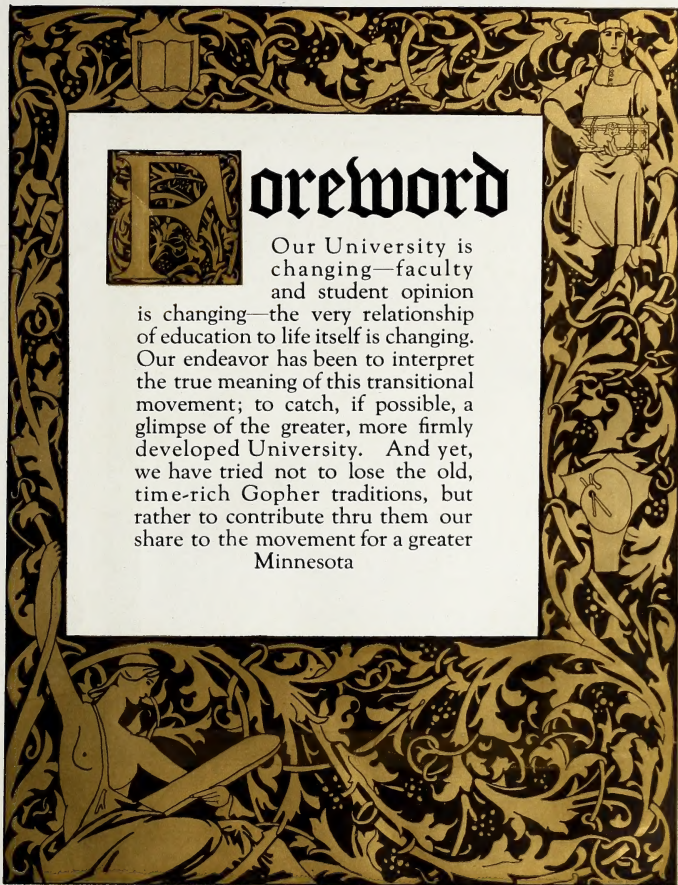 Foreword
Our University is
changing—faculty
and student opinion
is changing—the very relationship
of education to life itself is changing.
Our endeavor has been to interpret
the true meaning of this transitional
movement; to catch, if possible, a
glimpse of the greater, more firmly
developed University. And yet,
we have tried not to lose the old,
time-rich Gopher traditions, but
rather to contribute thru them our
share to the movement for a greater
Minnesota